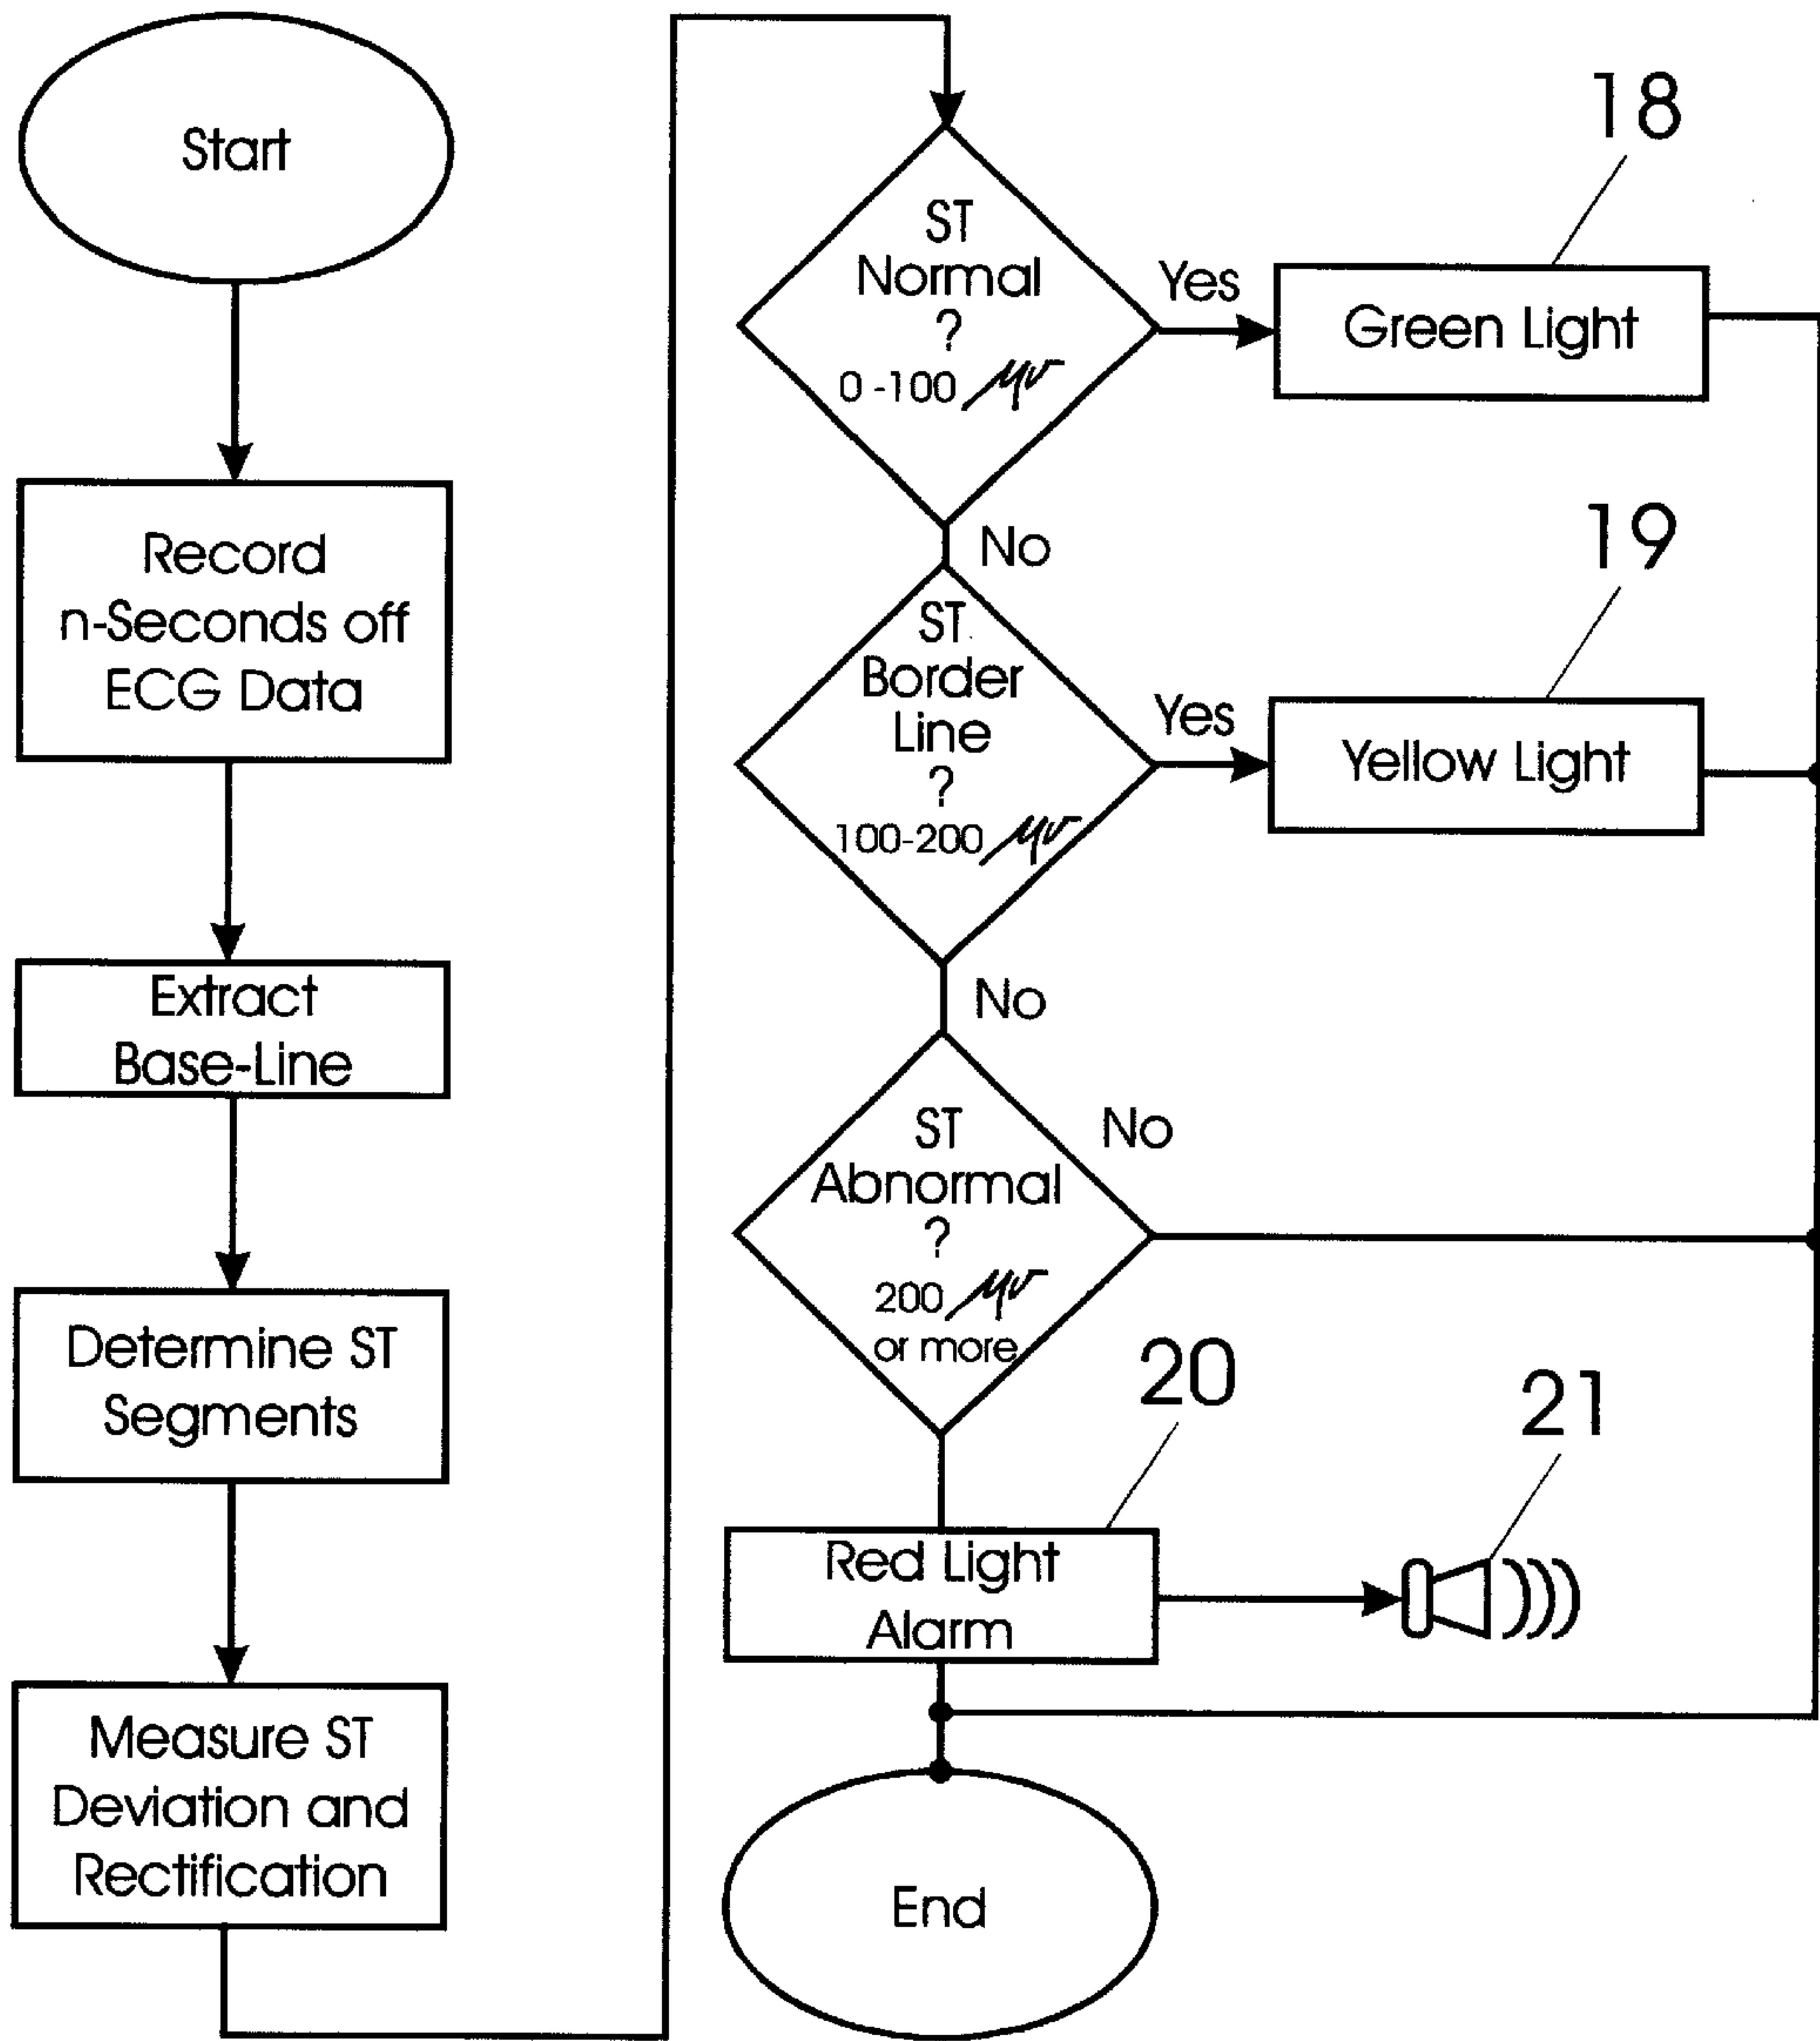 Start
Record
n-Seconds off
ECG Data
Extract
Base-Line
Determine ST
Segments
Measure ST
Deviation and
Rectification
ST
Normal
?
0 -100 μv
Yes
18
Green Light
No
ST
Border
Line
?
100-200 μv
Yes
19
Yellow Light
No
ST
Abnormal
?
200 μv
or more
No
20
Red Light
Alarm
21
End